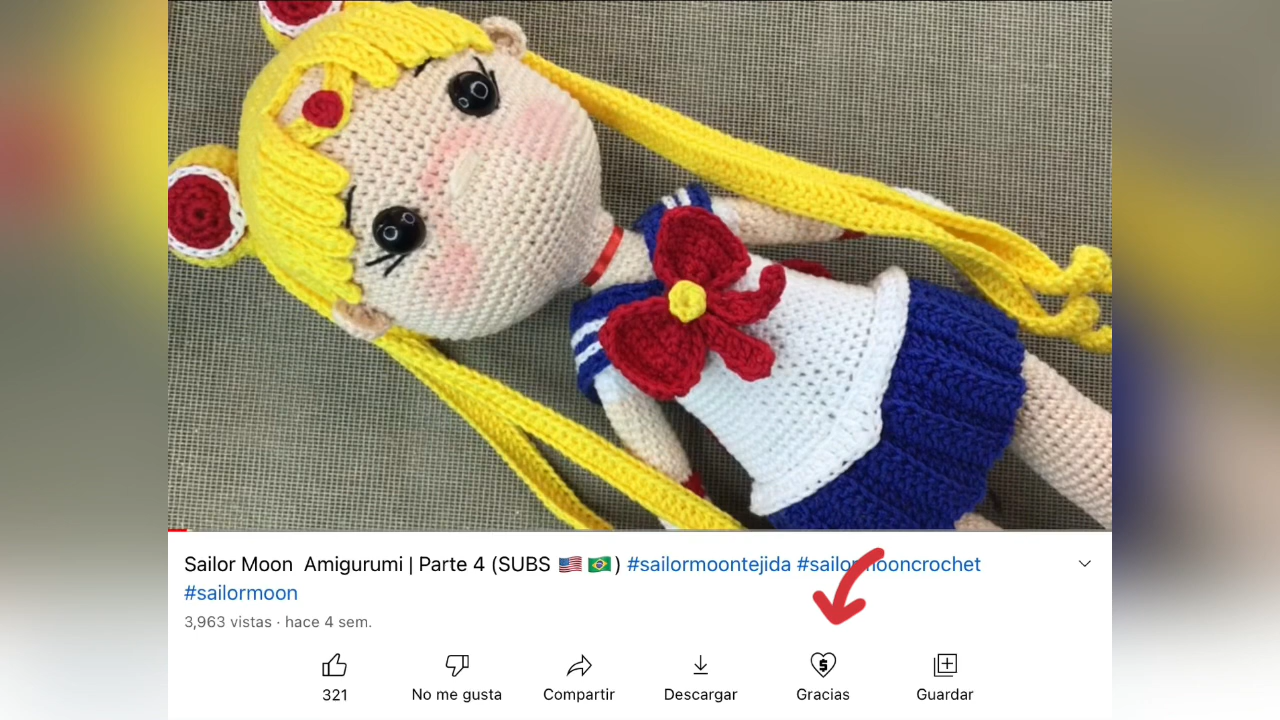 Sailor Moon Amigurumi | Parte 4 (SUBS 🇺🇸 🇧🇷) #sailormoontejida #sailormooncrochet
#sailormoon
3,963 vistas · hace 4 sem.
321 No me gusta Compartir Descargar Gracias Guardar